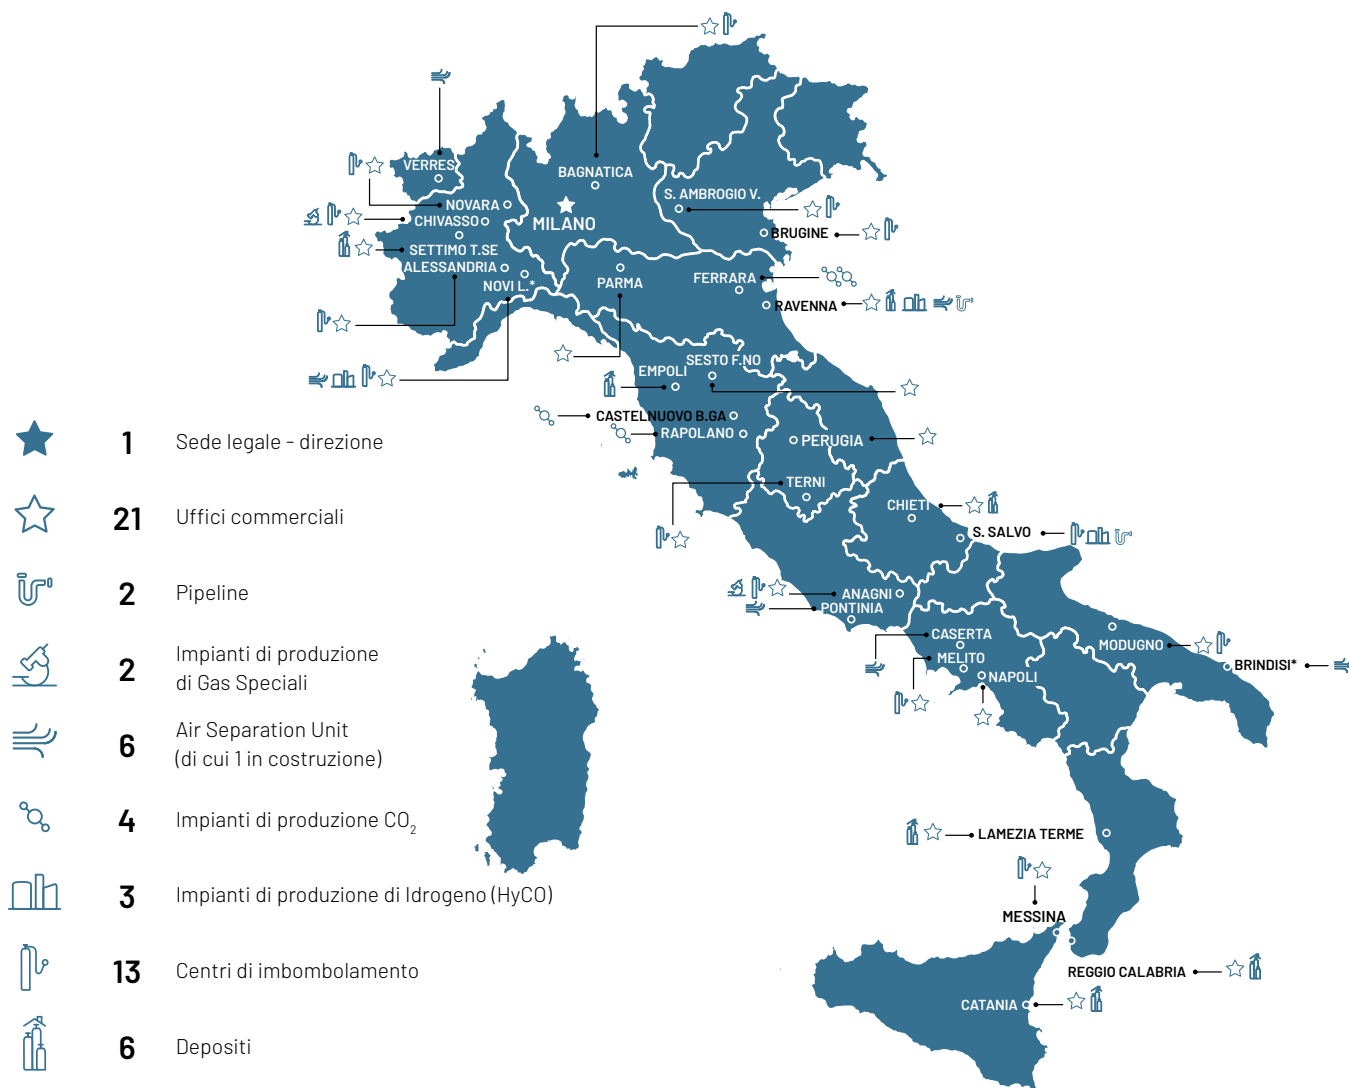 VERRES
BAGNATICA
NOVARA
S. AMBROGIO V.
CHIVASSO
MILANO
BRUGINE
SETTIMO T.SE
ALESSANDRIA
NOVI L.*
PARMA
FERRARA
RAVENNA
SESTO F.NO
EMPOLI
CASTELNUOVO B.GA
RAPOLANO
PERUGIA
TERNI
CHIETI
S. SALVO
ANAGNI
PONTINIA
CASERTA
MELITO
NAPOLI
MODUGNO
BRINDISI*
LAMEZIA TERME
MESSINA
REGGIO CALABRIA
CATANIA
1 Sede legale - direzione
21 Uffici commerciali
2 Pipeline
2 Impianti di produzione
di Gas Speciali
6 Air Separation Unit
(di cui 1 in costruzione)
4 Impianti di produzione CO₂
3 Impianti di produzione di Idrogeno (HyCO)
13 Centri di imbombolamento
6 Depositi